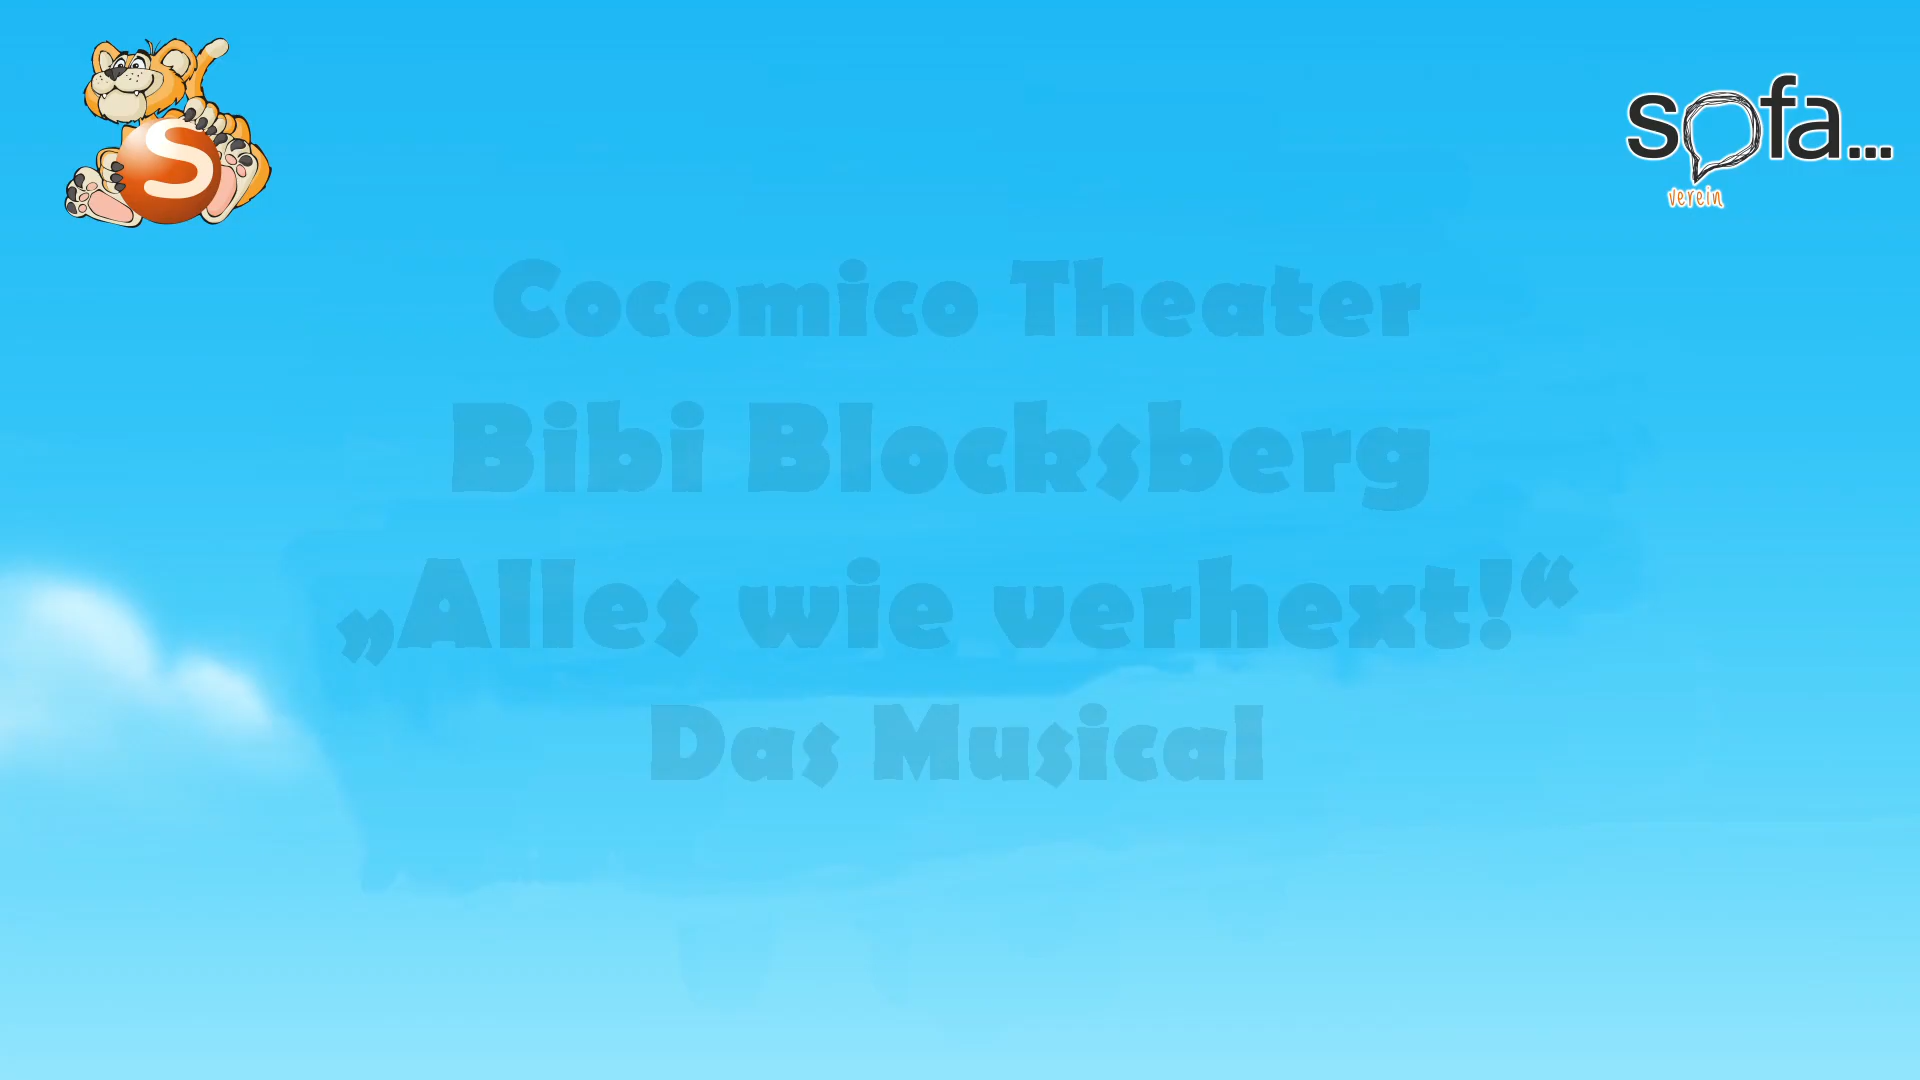 S
sofa...
verein
Cocomico Theater
Bibi Blocksberg
„Alles wie verhext!“
Das Musical